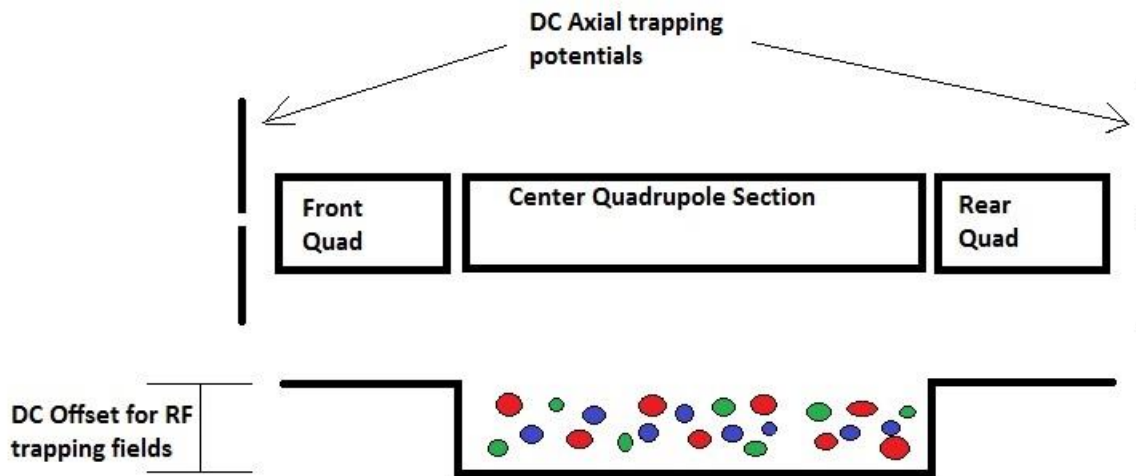 DC Axial trapping
potentials
Front
Quad
Center Quadrupole Section
Rear
Quad
DC Offset for RF
trapping fields